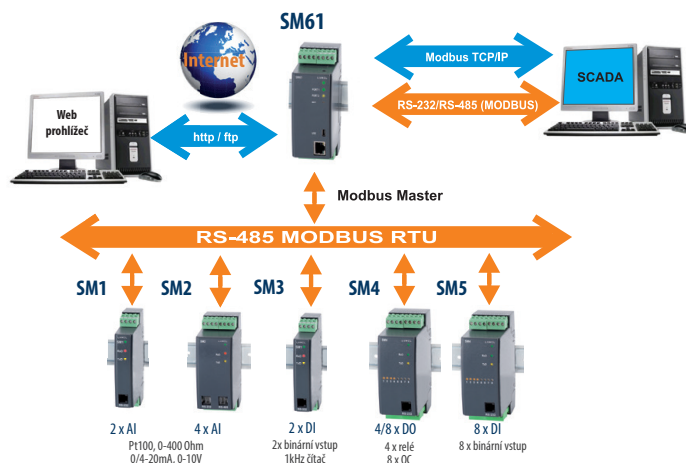 SM61
Internet
Modbus TCP/IP
SCADA
RS-232/RS-485 (MODBUS)
Web
prohlížeč
http / ftp
Modbus Master
RS-485 MODBUS RTU
SM1
SM2
SM3
SM4
SM5
2 x AI
4 x AI
2 x DI
4/8 x DO
8 x DI
Pt100, 0-400 Ohm
0/4-20mA, 0-10V
2x binární vstup
1kHz čítač
4 x relé
8 x OC
8 x binární vstup